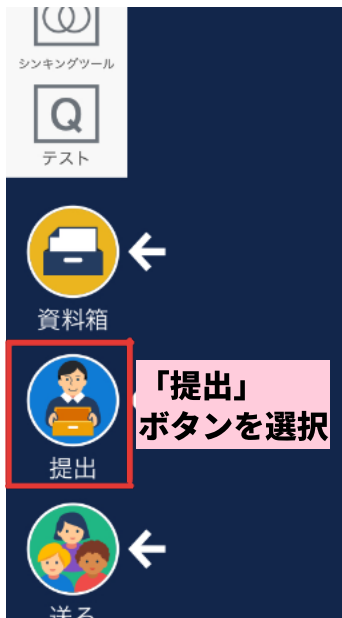 シンキングツール
Q
テスト
資料箱
提出
「提出」
ボタンを選択
送る